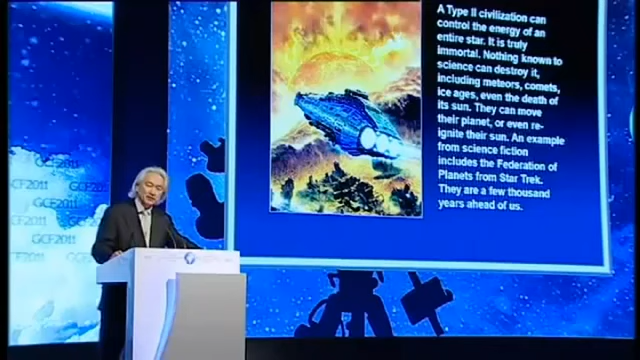 A Type II civilization can
control the energy of an
entire star. It is truly
immortal. Nothing known to
science can destroy it,
including meteors, comets,
ice ages, even the death of
its sun. They can move
their planet, or even re-
ignite their sun. An example
from science fiction
includes the Federation of
Planets from Star Trek.
They are a few thousand
years ahead of us.
GCF2011
GCF2011
GCF2011
GCF2011